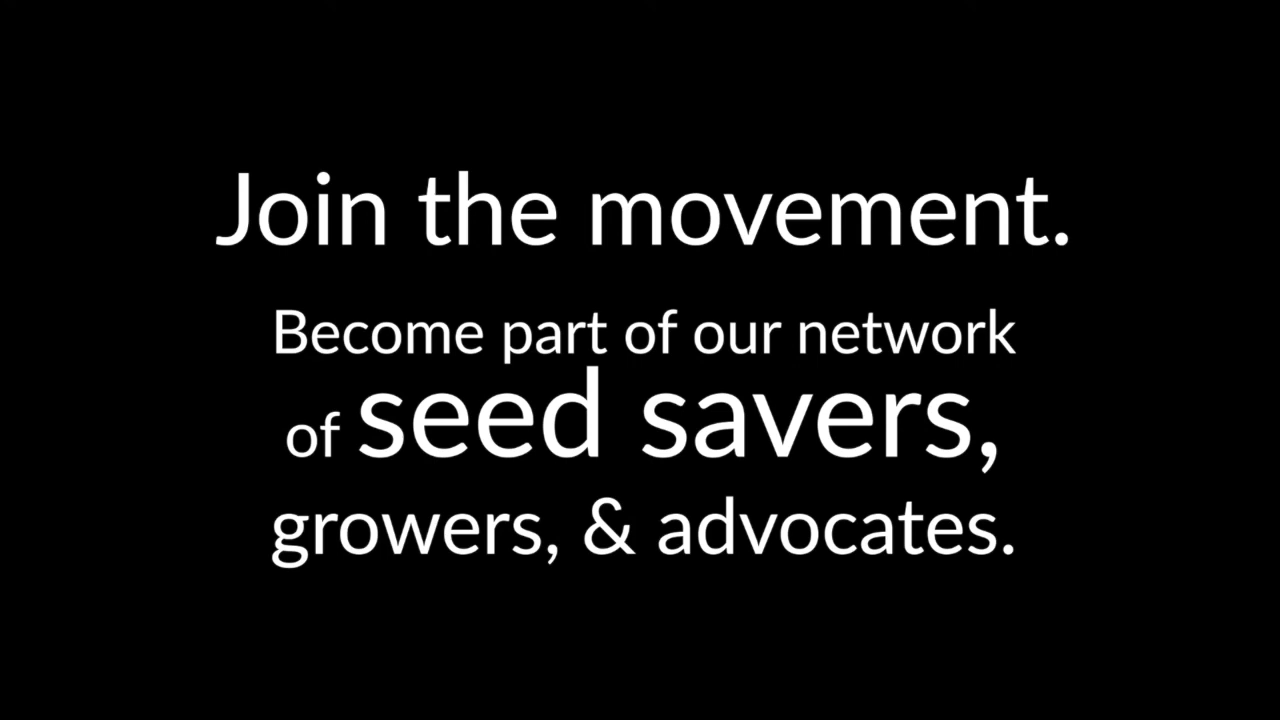 Join the movement.
Become part of our network
of seed savers,
growers, & advocates.